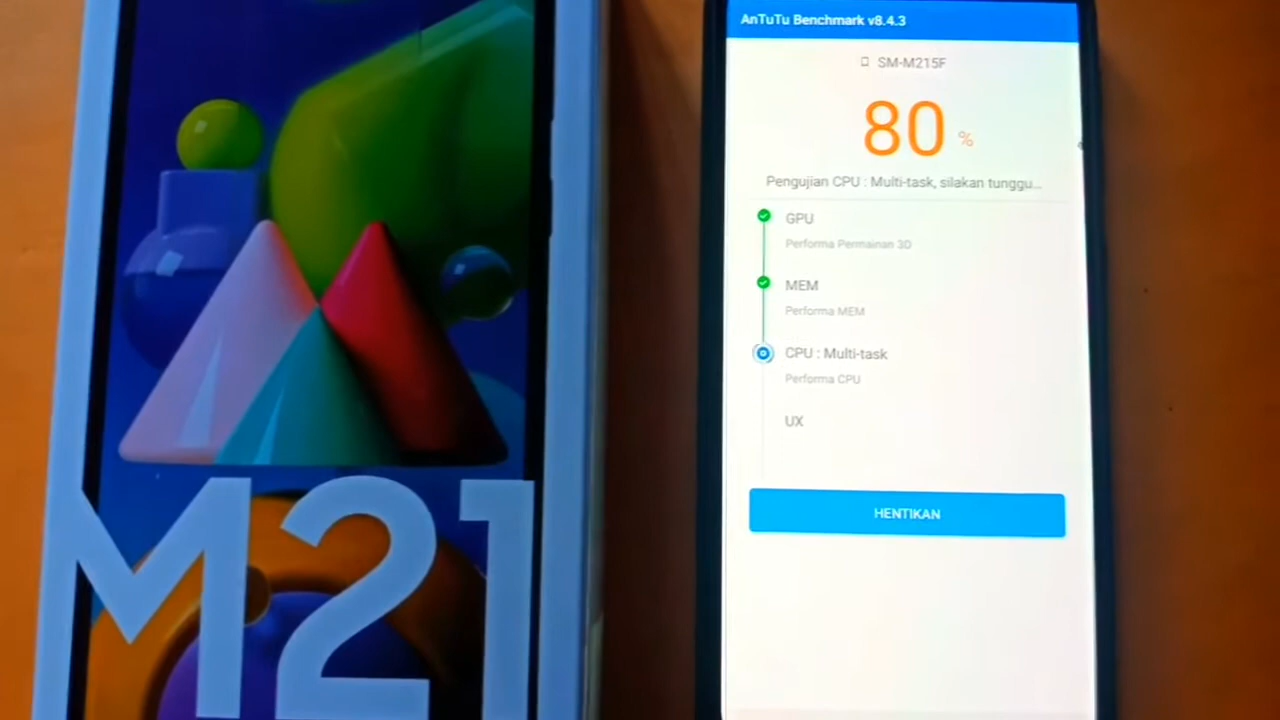 M21
AnTuTu Benchmark v8.4.3
SM-M215F
80 %
Pengujian CPU : Multi-task, silakan tunggu...
GPU
Performa Permainan 3D
MEM
Performa MEM
CPU : Multi-task
Performa CPU
UX
HENTIKAN